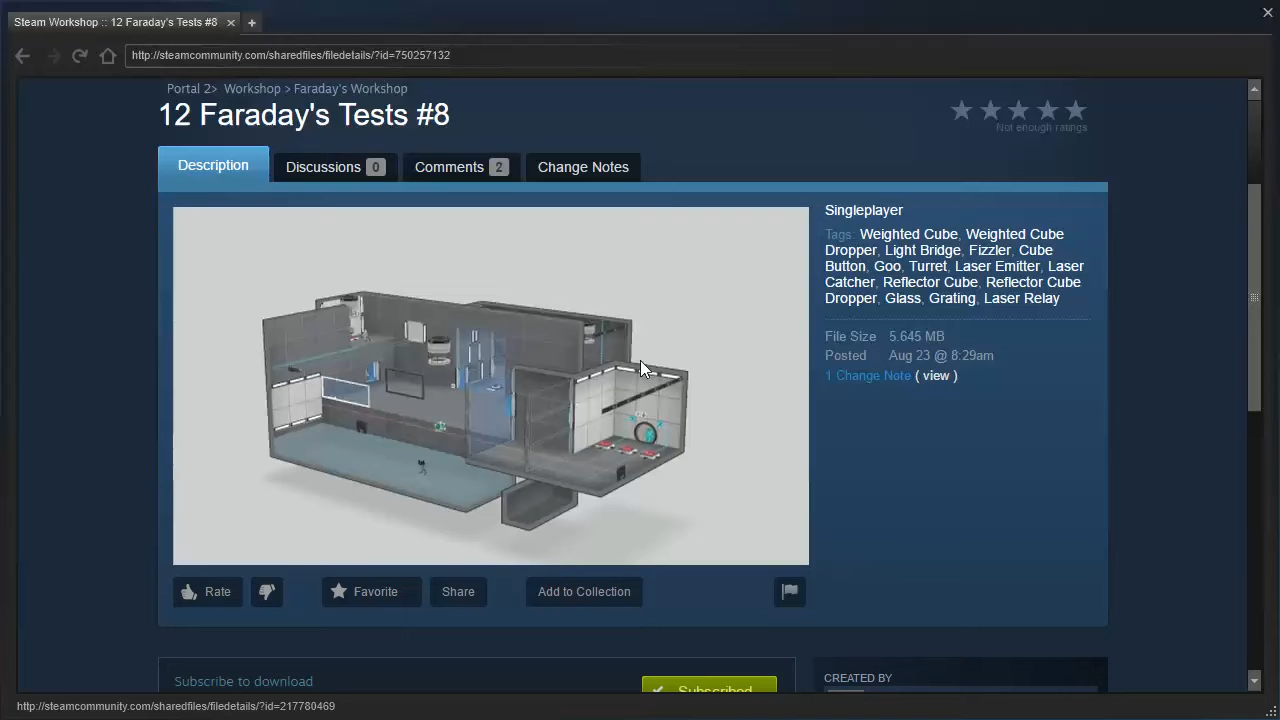 Steam Workshop :: 12 Faraday's Tests #8
http://steamcommunity.com/sharedfiles/filedetails/?id=750257132
Portal 2> Workshop > Faraday's Workshop
12 Faraday's Tests #8
Not enough ratings
Description
Discussions 0
Comments 2
Change Notes
Singleplayer
Tags: Weighted Cube, Weighted Cube
Dropper, Light Bridge, Fizzler, Cube
Button, Goo, Turret, Laser Emitter, Laser
Catcher, Reflector Cube, Reflector Cube
Dropper, Glass, Grating, Laser Relay
File Size 5.645 MB
Posted Aug 23 @ 8:29am
1 Change Note ( view )
Rate
Favorite
Share
Add to Collection
Subscribe to download
Subscribed
CREATED BY
http://steamcommunity.com/sharedfiles/filedetails/?id=217780469